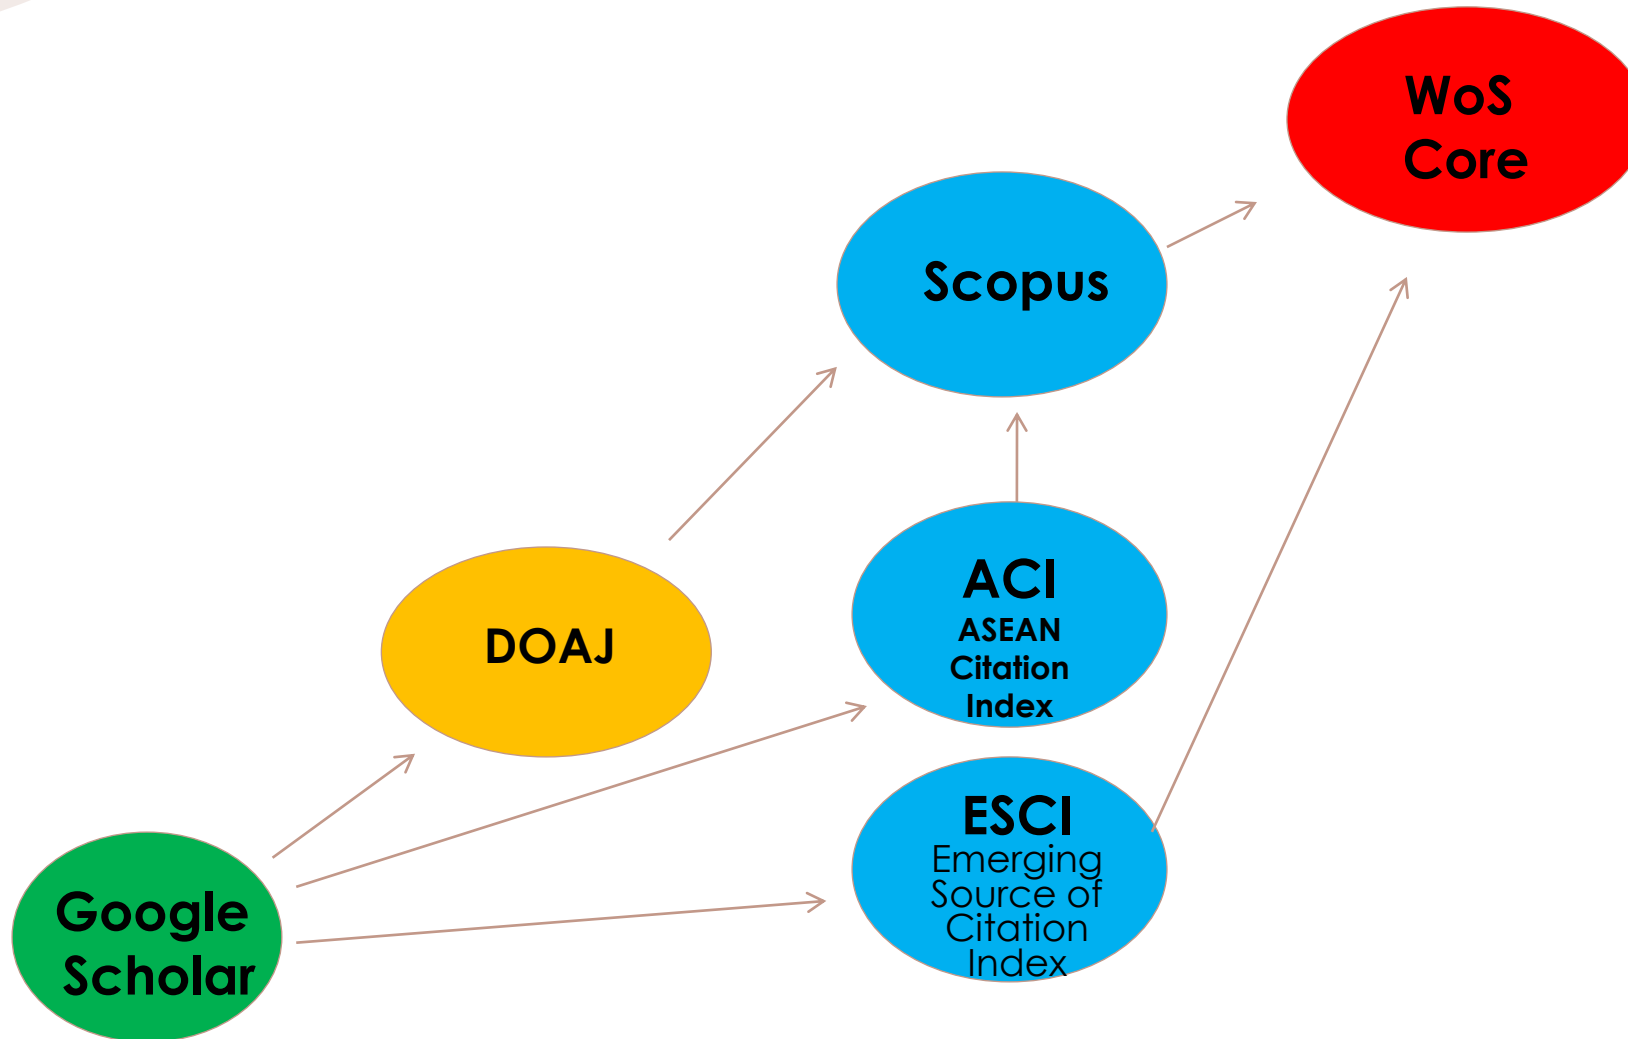 WoS
Core
Scopus
ACI
ASEAN
Citation
Index
DOAJ
ESCI
Emerging
Source of
Citation
Index
Google
Scholar